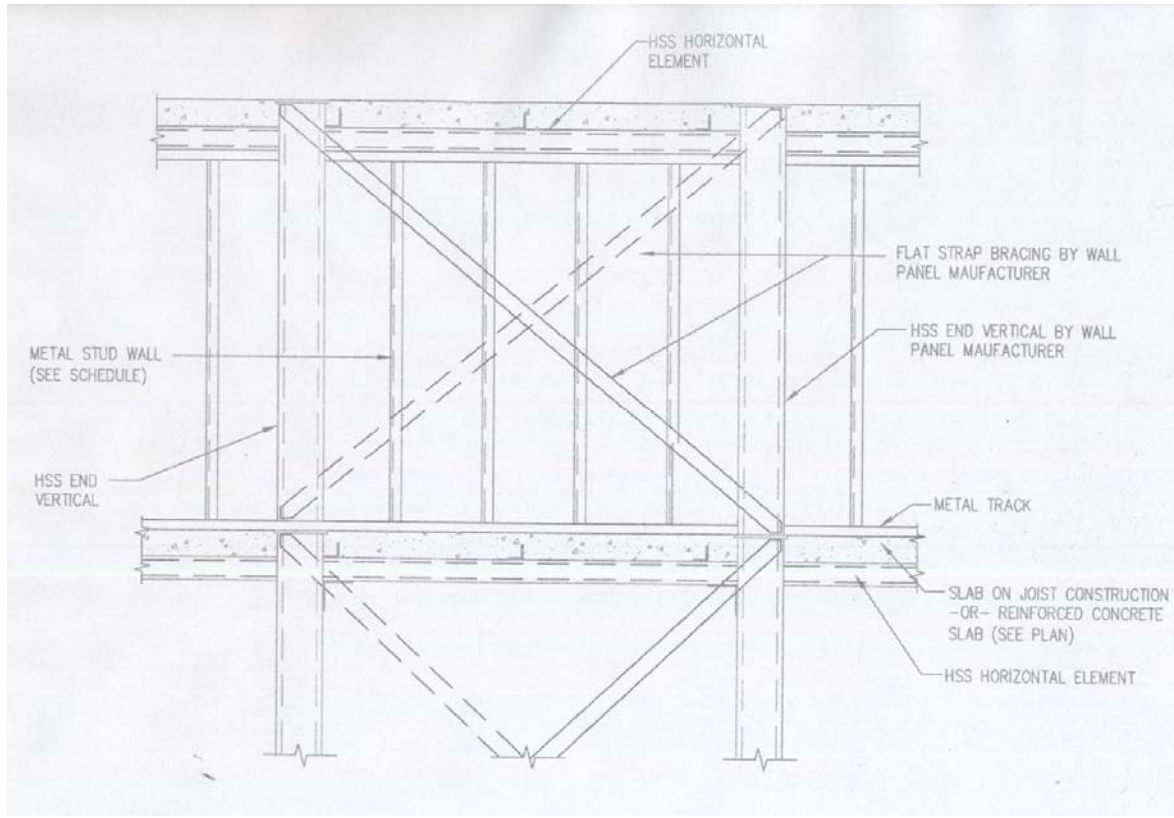 HSS HORIZONTAL
ELEMENT
FLAT STRAP BRACING BY WALL
PANEL MAUFACTURER
HSS END VERTICAL BY WALL
PANEL MAUFACTURER
METAL STUD WALL
(SEE SCHEDULE)
HSS END
VERTICAL
METAL TRACK
SLAB ON JOIST CONSTRUCTION
-OR- REINFORCED CONCRETE
SLAB (SEE PLAN)
HSS HORIZONTAL ELEMENT